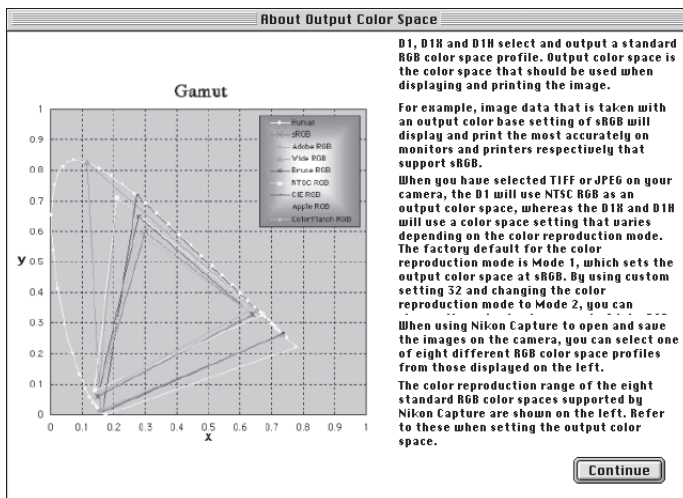 About Output Color Space
Gamut
1
0.9
0.8
0.7
0.6
y 0.5
0.4
0.3
0.2
0.1
0
0 0.1 0.2 0.3 0.4 0.5 0.6 0.7 0.8 0.9 1
x
Human
sRGB
Adobe RGB
Wide RGB
Bruce RGB
NTSC RGB
CIE RGB
Apple RGB
ColorMatch RGB
D1, D1X and D1H select and output a standard
RGB color space profile. Output color space is
the color space that should be used when
displaying and printing the image.
For example, image data that is taken with
an output color base setting of sRGB will
display and print the most accurately on
monitors and printers respectively that
support sRGB.
When you have selected TIFF or JPEG on your
camera, the D1 will use NTSC RGB as an
output color space, whereas the D1X and D1H
will use a color space setting that varies
depending on the color reproduction mode.
The factory default for the color
reproduction mode is Mode 1, which sets the
output color space at sRGB. By using custom
setting 32 and changing the color
reproduction mode to Mode 2, you can
When using Nikon Capture to open and save
the images on the camera, you can select one
of eight different RGB color space profiles
from those displayed on the left.
The color reproduction range of the eight
standard RGB color spaces supported by
Nikon Capture are shown on the left. Refer
to these when setting the output color
space.
Continue